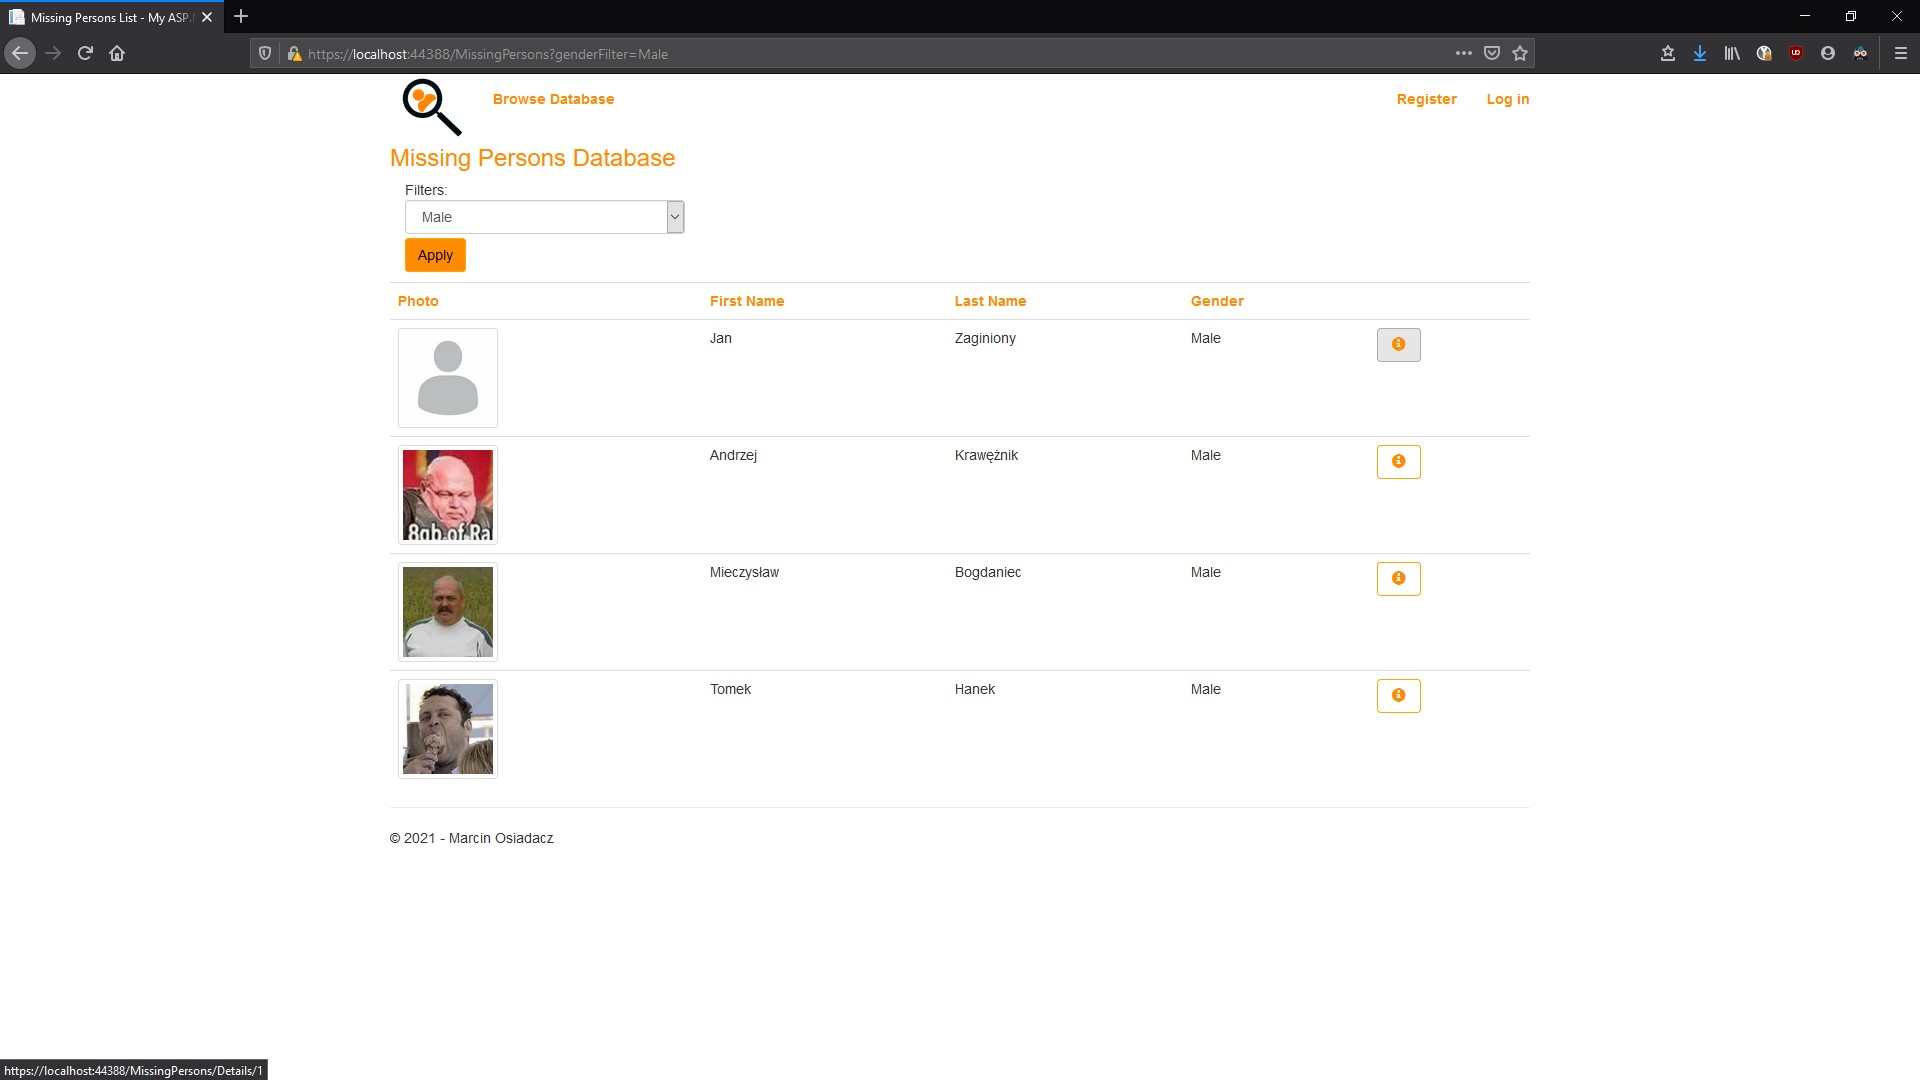 Missing Persons List - My ASP.
https://localhost:44388/MissingPersons?genderFilter=Male
Browse Database
Register
Log in
Missing Persons Database
Filters:
Male
Apply
Photo First Name Last Name Gender
Jan Zaginiony Male
Andrzej Krawężnik Male
8gb of Ra
Mieczysław Bogdaniec Male
Tomek Hanek Male
© 2021 - Marcin Osiadacz
https://localhost:44388/MissingPersons/Details/1